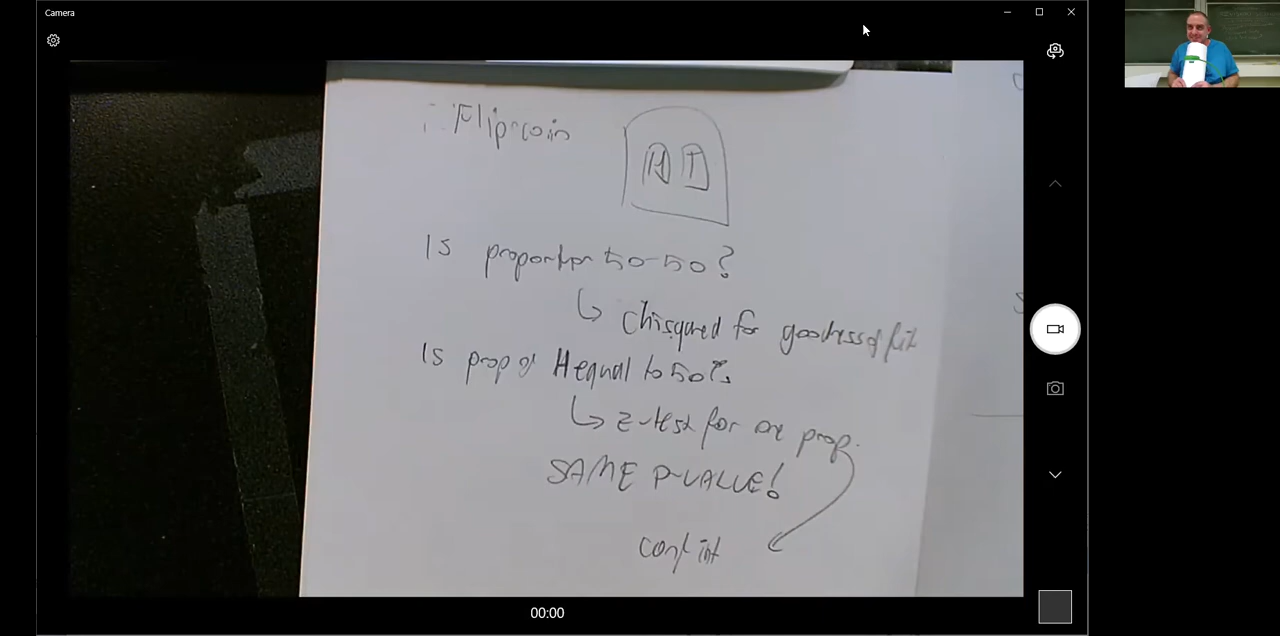 Camera
Flip coin
H T
Is proportion 50-50?
Chisquared for goodness of fit
Is prop of H equal to 50%
z-test for one prop.
SAME P-VALUE!
conf int
00:00